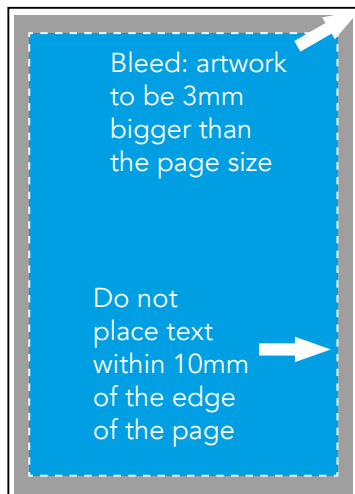 Bleed: artwork
to be 3mm
bigger than
the page size
Do not
place text
within 10mm
of the edge
of the page